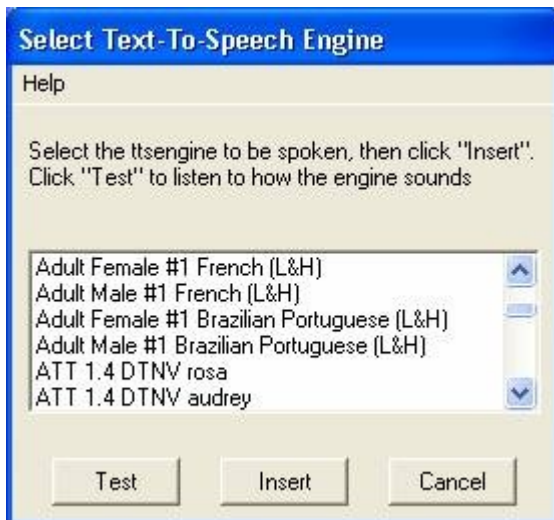 Select Text-To-Speech Engine
Help
Select the ttsengine to be spoken, then click "Insert".
Click "Test" to listen to how the engine sounds
Adult Female #1 French (L&H)
Adult Male #1 French (L&H)
Adult Female #1 Brazilian Portuguese (L&H)
Adult Male #1 Brazilian Portuguese (L&H)
ATT 1.4 DTNV rosa
ATT 1.4 DTNV audrey
Test Insert Cancel